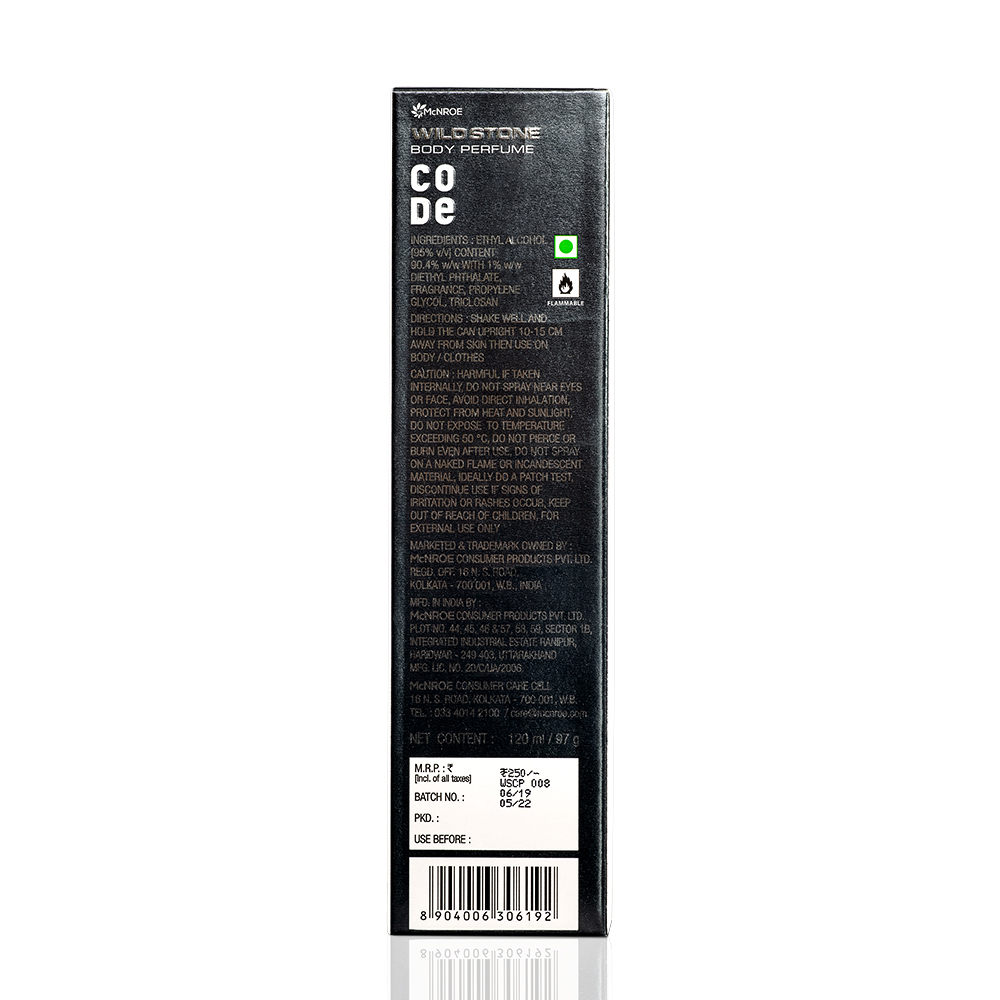 McNROE
WILD STONE
BODY PERFUME
CO
De
INGREDIENTS : ETHYL ALCOHOL
[95% v/v] CONTENT
90.4% w/w WITH 1% w/w
DIETHYL PHTHALATE,
FRAGRANCE, PROPYLENE
GLYCOL, TRICLOSAN
FLAMMABLE
DIRECTIONS : SHAKE WELL AND
HOLD THE CAN UPRIGHT 10-15 CM
AWAY FROM SKIN THEN USE ON
BODY / CLOTHES
CAUTION : HARMFUL IF TAKEN
INTERNALLY, DO NOT SPRAY NEAR EYES
OR FACE, AVOID DIRECT INHALATION,
PROTECT FROM HEAT AND SUNLIGHT,
DO NOT EXPOSE TO TEMPERATURE
EXCEEDING 50 °C, DO NOT PIERCE OR
BURN EVEN AFTER USE, DO NOT SPRAY
ON A NAKED FLAME OR INCANDESCENT
MATERIAL, IDEALLY DO A PATCH TEST,
DISCONTINUE USE IF SIGNS OF
IRRITATION OR RASHES OCCUR, KEEP
OUT OF REACH OF CHILDREN, FOR
EXTERNAL USE ONLY
MARKETED & TRADEMARK OWNED BY :
McNROE CONSUMER PRODUCTS PVT. LTD.
REGD. OFF. 16 N. S. ROAD,
KOLKATA - 700 001, W.B., INDIA
MFD. IN INDIA BY :
McNROE CONSUMER PRODUCTS PVT. LTD.
PLOT NO. 44, 45, 46 & 57, 58, 59, SECTOR 1B,
INTEGRATED INDUSTRIAL ESTATE RANIPUR,
HARIDWAR - 249 403, UTTARAKHAND
MFG. LIC. NO. 20/C/UA/2006
McNROE CONSUMER CARE CELL
16 N. S. ROAD, KOLKATA - 700 001, W.B.
TEL. : 033 4014 2100 / care@mcnroe.com
NET CONTENT : 120 ml / 97 g
M.R.P. : ₹ ₹250/-
[Incl. of all taxes] WSCP 008
BATCH NO. : 06/19
05/22
PKD. :
USE BEFORE :
8 904006 306192